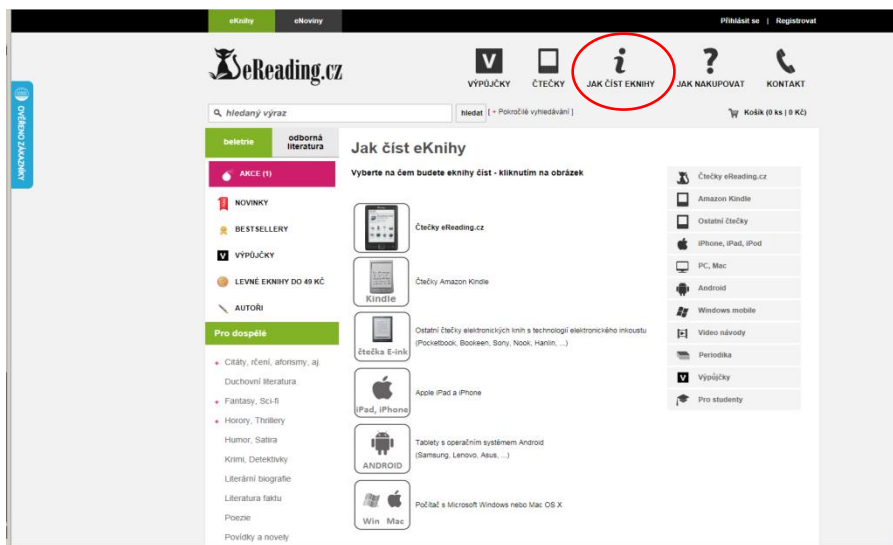 eKnihy
eNoviny
Přihlásit se | Registrovat
eReading.cz
VÝPŮJČKY
ČTEČKY
JAK ČÍST EKNIHY
JAK NAKUPOVAT
KONTAKT
hledaný výraz
hledat
[ + Pokročilé vyhledávání ]
Košík (0 ks | 0 Kč)
OVĚŘENO ZÁKAZNÍKY
beletrie
odborná
literatura
AKCE (1)
NOVINKY
BESTSELLERY
VÝPŮJČKY
LEVNÉ EKNIHY DO 49 KČ
AUTOŘI
Pro dospělé
+ Citáty, rčení, aforismy, aj.
Duchovní literatura
+ Fantasy, Sci-fi
+ Horory, Thrillery
Humor, Satira
Krimi, Detektivky
Literární biografie
Literatura faktu
Poezie
Povídky a novely
Jak číst eKnihy
Vyberte na čem budete eknihy číst - kliknutím na obrázek
Čtečky eReading.cz
Kindle
Čtečky Amazon Kindle
čtečka E-ink
Ostatní čtečky elektronických knih s technologií elektronického inkoustu
(Pocketbook, Bookeen, Sony, Nook, Hanlin, ...)
iPad, iPhone
Apple iPad a iPhone
ANDROID
Tablety s operačním systémem Android
(Samsung, Lenovo, Asus, ...)
Win Mac
Počítač s Microsoft Windows nebo Mac OS X
Čtečky eReading.cz
Amazon Kindle
Ostatní čtečky
iPhone, iPad, iPod
PC, Mac
Android
Windows mobile
Video návody
Periodika
Výpůjčky
Pro studenty